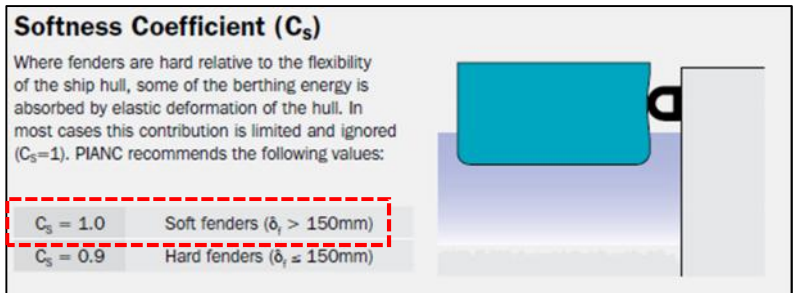 Softness Coefficient (Cₛ)
Where fenders are hard relative to the flexibility
of the ship hull, some of the berthing energy is
absorbed by elastic deformation of the hull. In
most cases this contribution is limited and ignored
(Cₛ=1). PIANC recommends the following values:
Cₛ = 1.0 Soft fenders (δf > 150mm)
Cₛ = 0.9 Hard fenders (δf ≤ 150mm)